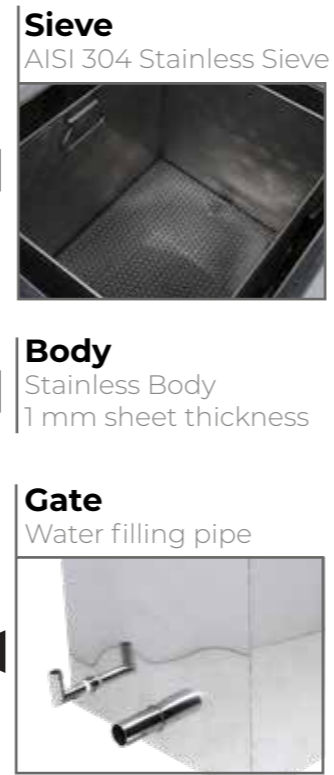 Sieve
AISI 304 Stainless Sieve
Body
Stainless Body
1 mm sheet thickness
Gate
Water filling pipe